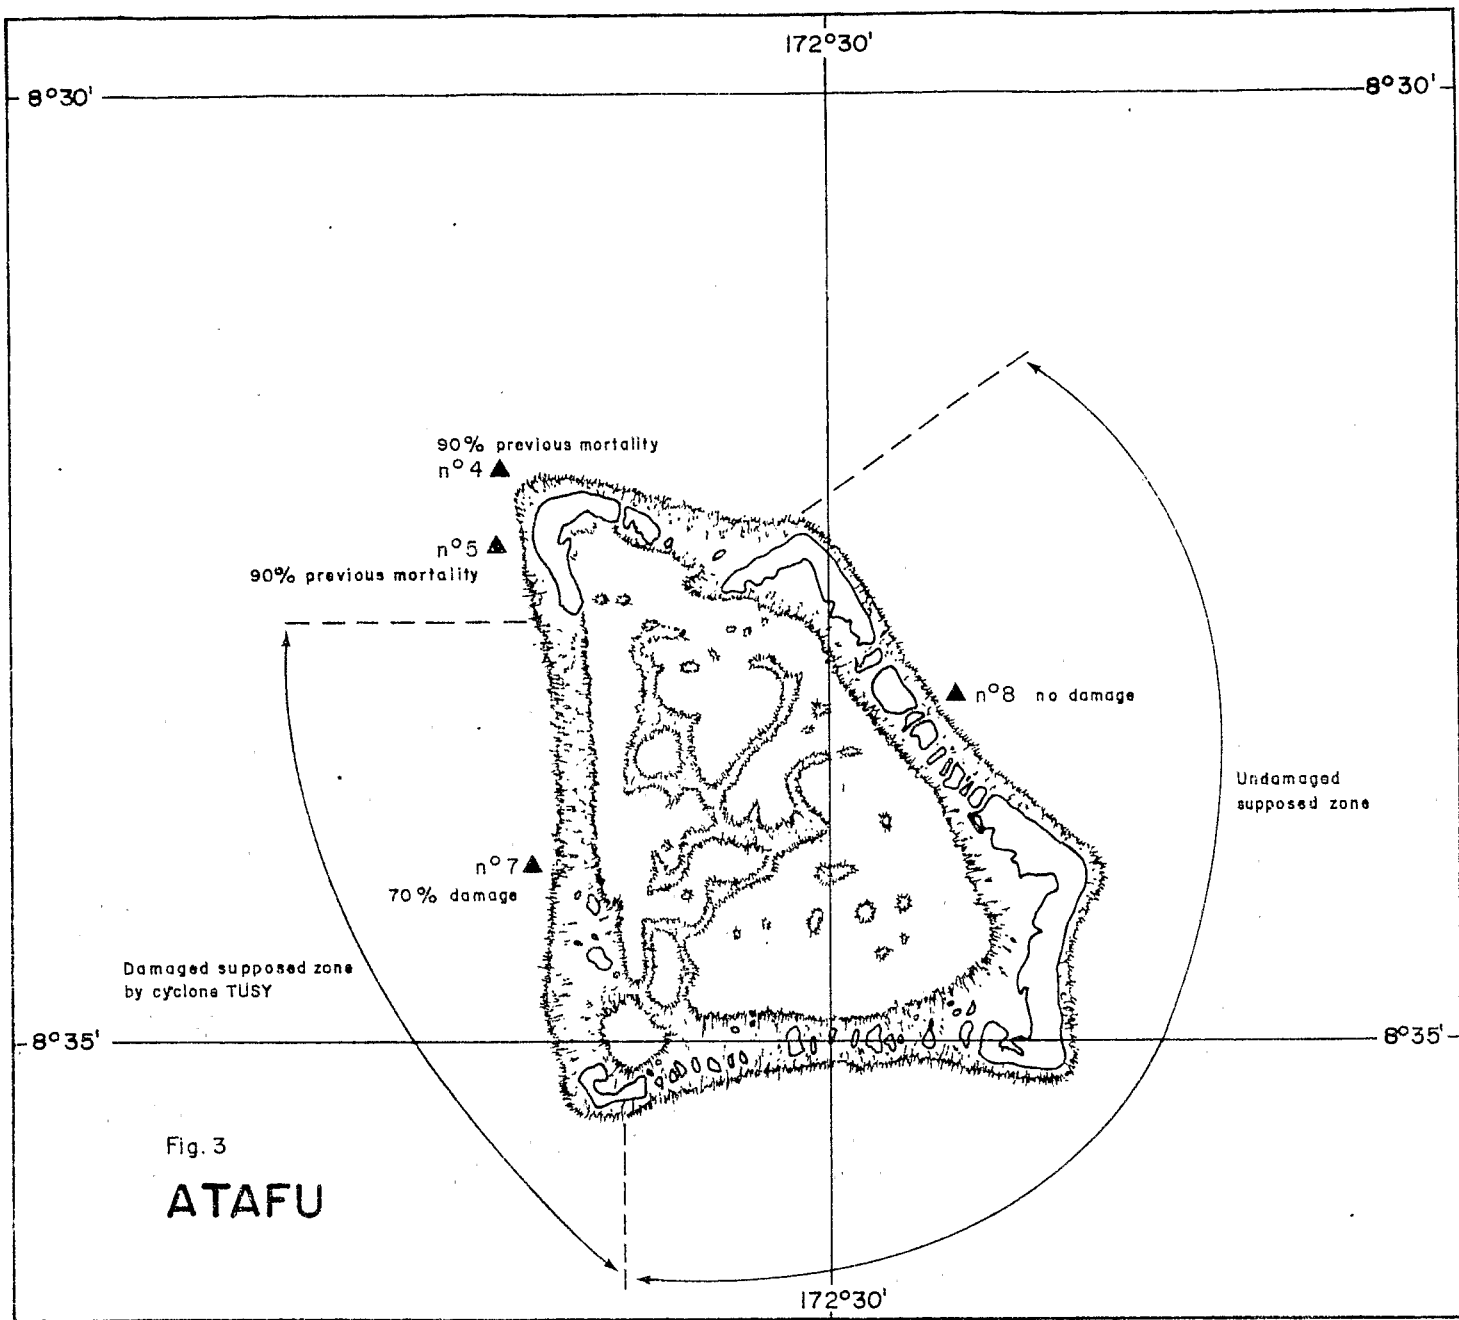 172°30'
8°30'
8°30'
90% previous mortality
n°4
n°5
90% previous mortality
n°8 no damage
Undamaged
supposed zone
n°7
70% damage
Damaged supposed zone
by cyclone TUSY
8°35'
8°35'
Fig. 3
ATAFU
172°30'